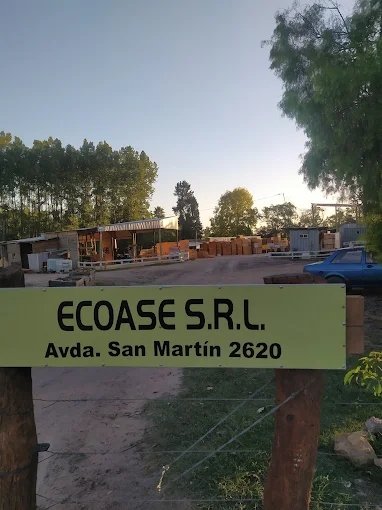 ECOASE S.R.L.
Avda. San Martín 2620